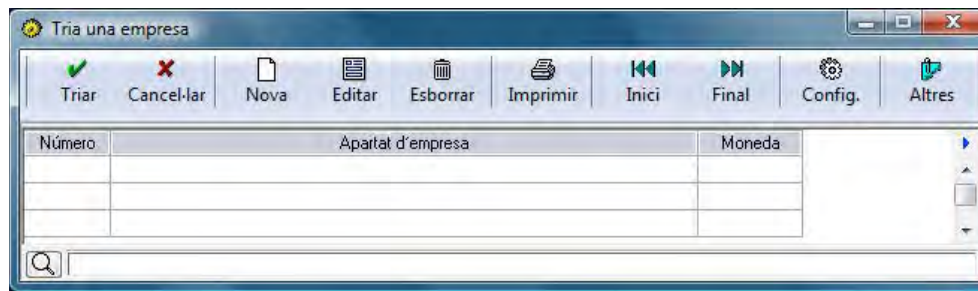 Tria una empresa
Triar Cancel·lar Nova Editar Esborrar Imprimir Inici Final Config. Altres
Número Apartat d'empresa Moneda